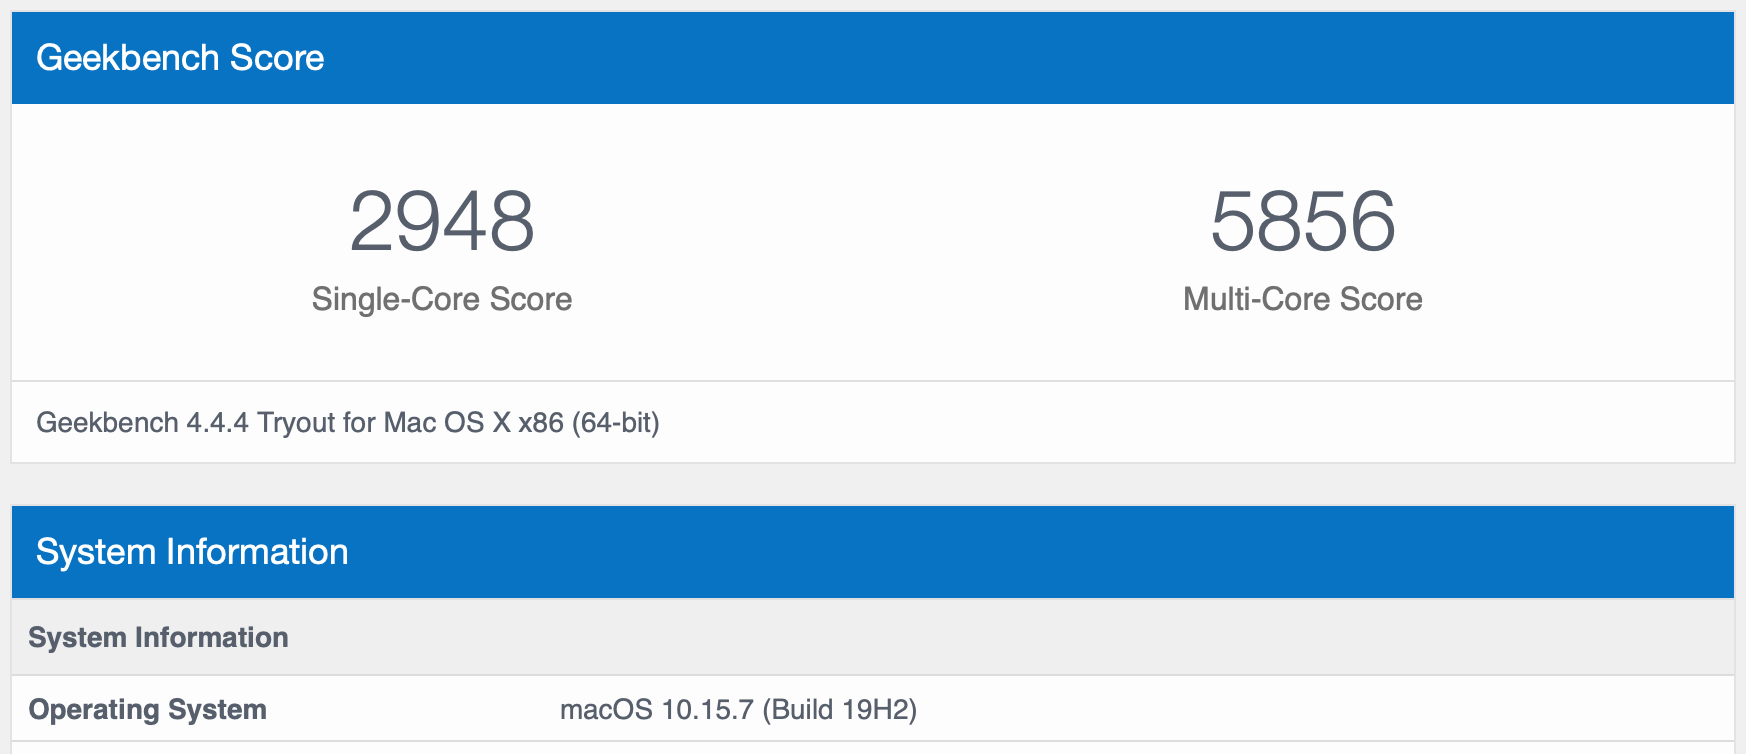 Geekbench Score
2948 5856
Single-Core Score Multi-Core Score
Geekbench 4.4.4 Tryout for Mac OS X x86 (64-bit)
System Information
System Information
Operating System macOS 10.15.7 (Build 19H2)